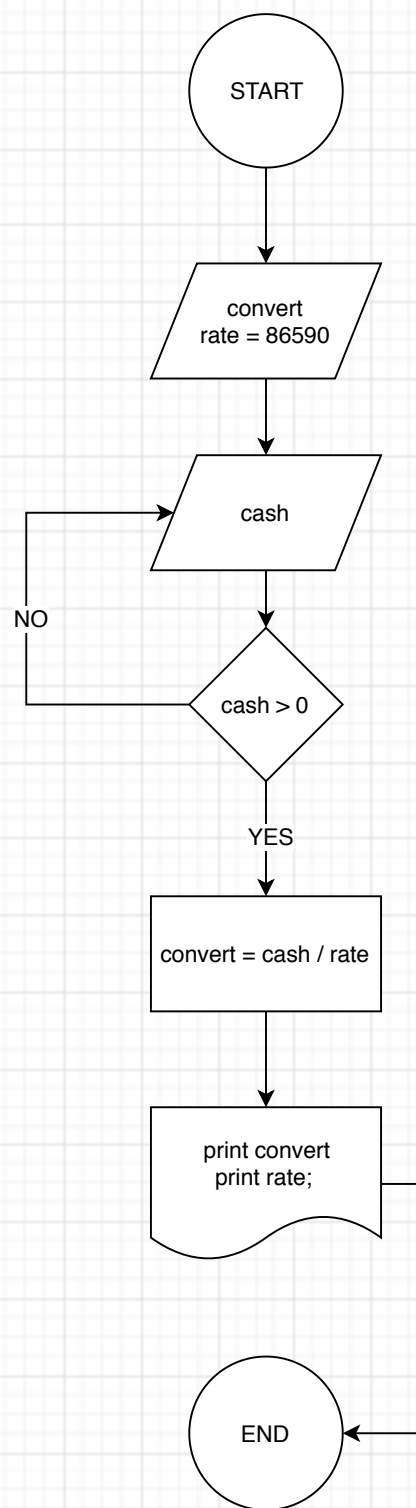 START
convert
rate = 86590
cash
NO
cash > 0
YES
convert = cash / rate
print convert
print rate;
END